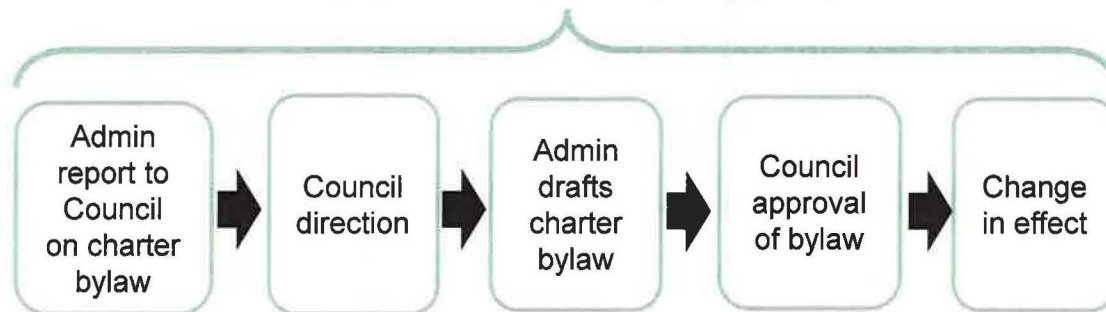 Admin
report to
Council
on charter
bylaw
Council
direction
Admin
drafts
charter
bylaw
Council
approval
of bylaw
Change
in effect